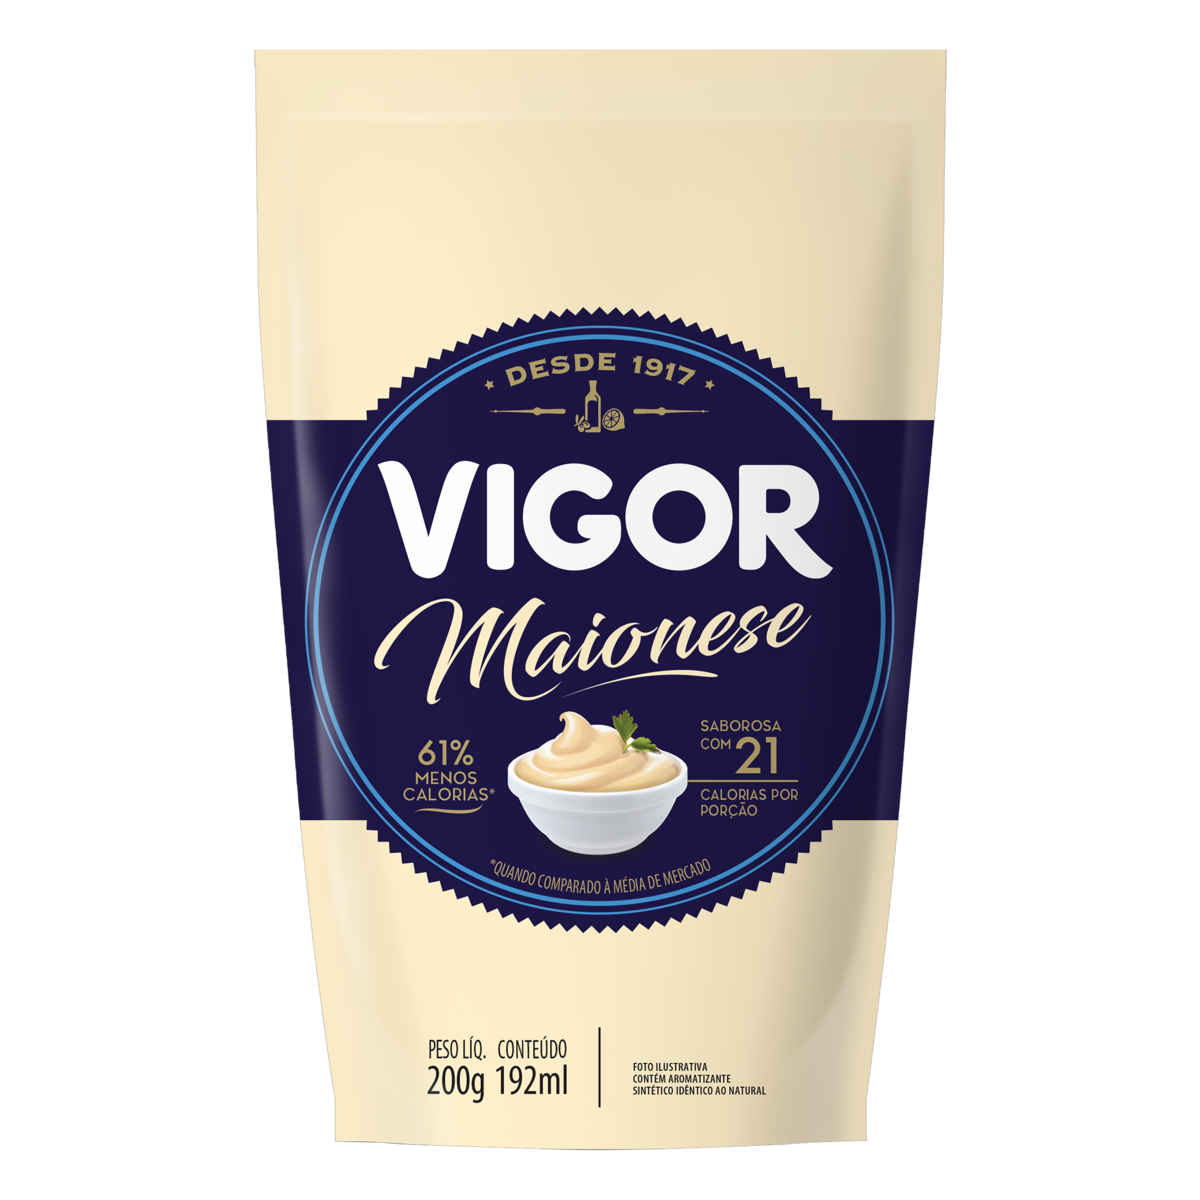 DESDE 1917
VIGOR
Maionese
61%
MENOS
CALORIAS*
SABOROSA
COM 21
CALORIAS POR
PORÇÃO
*QUANDO COMPARADO À MÉDIA DE MERCADO
PESO LÍQ. CONTEÚDO
200g 192ml
FOTO ILUSTRATIVA
CONTÉM AROMATIZANTE
SINTÉTICO IDÊNTICO AO NATURAL